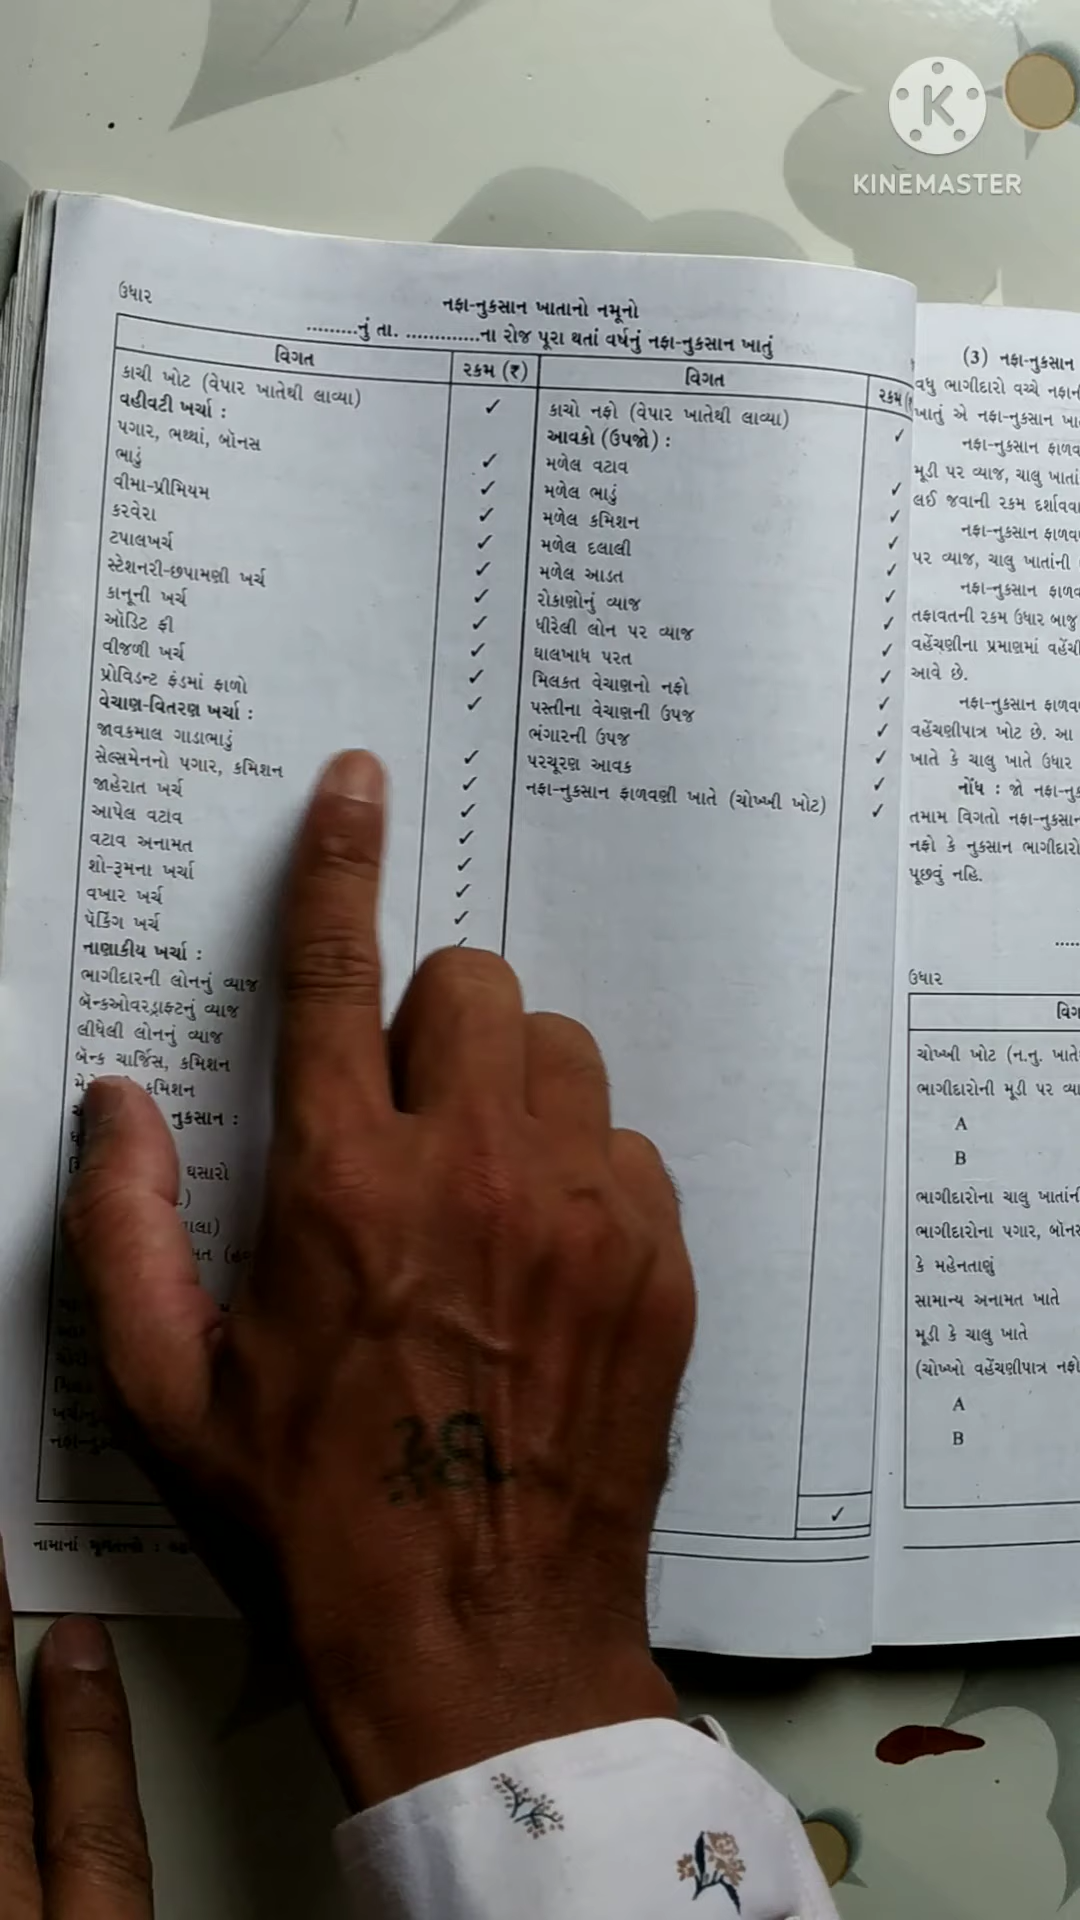 KINEMASTER
ઉધાર
નફા-નુકસાન ખાતાનો નમૂનો
.........નું તા. .............ના રોજ પૂરા થતાં વર્ષનું નફા-નુકસાન ખાતું
વિગત
રકમ (₹)
કાચી ખોટ (વેપાર ખાતેથી લાવ્યા)
✓
વહીવટી ખર્ચા :
પગાર, ભથ્થાં, બૉનસ
✓
ભાડું
✓
વીમા-પ્રીમિયમ
✓
કરવેરા
✓
ટપાલખર્ચ
✓
સ્ટેશનરી-છપામણી ખર્ચ
✓
કાનૂની ખર્ચ
✓
ઑડિટ ફી
✓
વીજળી ખર્ચ
✓
પ્રોવિડન્ટ ફંડમાં ફાળો
✓
વેચાણ-વિતરણ ખર્ચા :
જાવકમાલ ગાડાભાડું
✓
સેલ્સમેનનો પગાર, કમિશન
✓
જાહેરાત ખર્ચ
✓
આપેલ વટાવ
✓
વટાવ અનામત
✓
શો-રૂમના ખર્ચા
✓
વખાર ખર્ચ
✓
પૅકિંગ ખર્ચ
નાણાકીય ખર્ચા :
ભાગીદારની લોનનું વ્યાજ
બૅન્કઓવરડ્રાફ્ટનું વ્યાજ
લીધેલી લોનનું વ્યાજ
બૅન્ક ચાર્જિસ, કમિશન
કમિશન
નુકસાન :
ઘસારો
વિગત
રકમ
કાચો નફો (વેપાર ખાતેથી લાવ્યા)
✓
આવકો (ઉપજો) :
મળેલ વટાવ
✓
મળેલ ભાડું
✓
મળેલ કમિશન
✓
મળેલ દલાલી
✓
મળેલ આડત
✓
રોકાણોનું વ્યાજ
✓
ધીરેલી લોન પર વ્યાજ
✓
ઘાલખાધ પરત
✓
મિલકત વેચાણનો નફો
✓
પસ્તીના વેચાણની ઉપજ
✓
ભંગારની ઉપજ
✓
પરચૂરણ આવક
✓
નફા-નુકસાન ફાળવણી ખાતે (ચોખ્ખી ખોટ)
✓
✓
નામાનાં મૂળતત્ત્વો :
(3) નફા-નુકસાન
વધુ ભાગીદારો વચ્ચે નફાની
ખાતું એ નફા-નુકસાન
નફા-નુકસાન
મૂડી પર વ્યાજ, ચાલુ
લઈ જવાની રકમ
નફા-નુકસાન
પર વ્યાજ, ચાલુ ખાતાંની
નફા-નુકસાન
તફાવતની રકમ ઉધાર બાજુ
વહેંચણીના પ્રમાણમાં
આવે છે.
નફા-નુકસાન
વહેંચણીપાત્ર ખોટ છે. આ
ખાતે કે ચાલુ ખાતે ઉધાર
નોંધ : જો
તમામ વિગતો
નફો કે નુકસાન ભાગીદારો
પૂછવું નહિ.
ઉધાર
ચોખ્ખી ખોટ (ન.નુ. ખાતે
ભાગીદારોની મૂડી પર
A
B
ભાગીદારોના ચાલુ ખાતાંની
ભાગીદારોના પગાર,
કે મહેનતાણું
સામાન્ય અનામત ખાતે
મૂડી કે ચાલુ ખાતે
(ચોખ્ખો વહેંચણીપાત્ર નફો
A
B